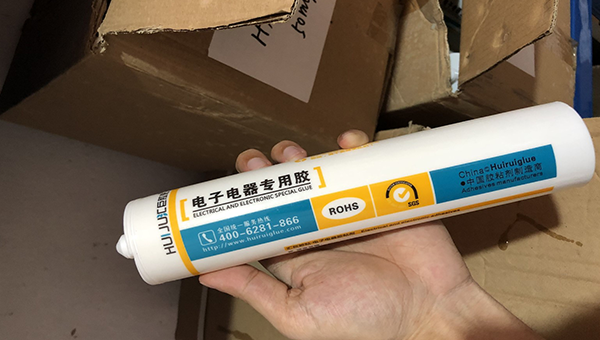 电子电器专用胶
ELECTRICAL AND ELECTRONIC SPECIAL GLUE
全国统一服务热线
400-6281-866
http://www.huiruiglue.com
ROHS
SGS
China Huiruiglue
中国胶粘剂制造商
Adhesives manufacturers